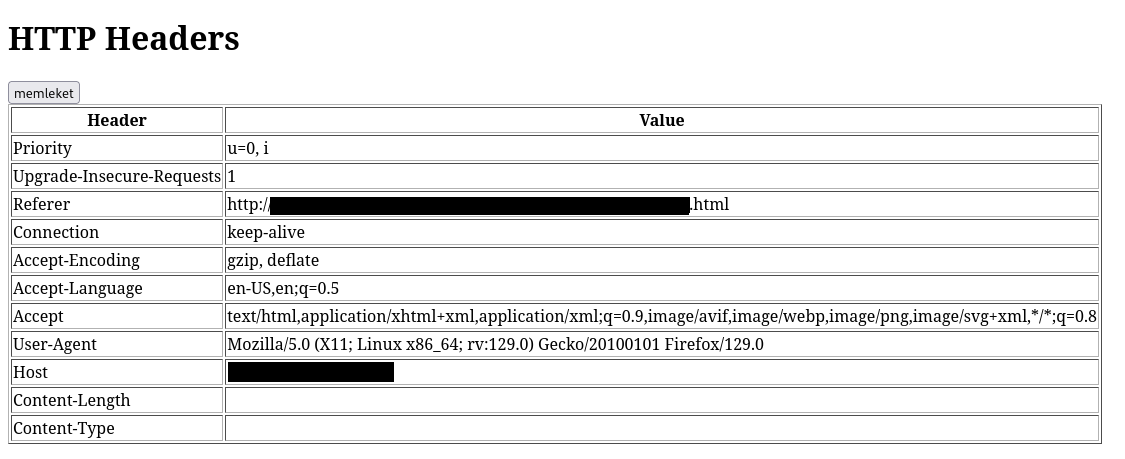 HTTP Headers
memleket
Header Value
Priority u=0, i
Upgrade-Insecure-Requests 1
Referer http:// .html
Connection keep-alive
Accept-Encoding gzip, deflate
Accept-Language en-US,en;q=0.5
Accept text/html,application/xhtml+xml,application/xml;q=0.9,image/avif,image/webp,image/png,image/svg+xml,*/*;q=0.8
User-Agent Mozilla/5.0 (X11; Linux x86_64; rv:129.0) Gecko/20100101 Firefox/129.0
Host
Content-Length
Content-Type